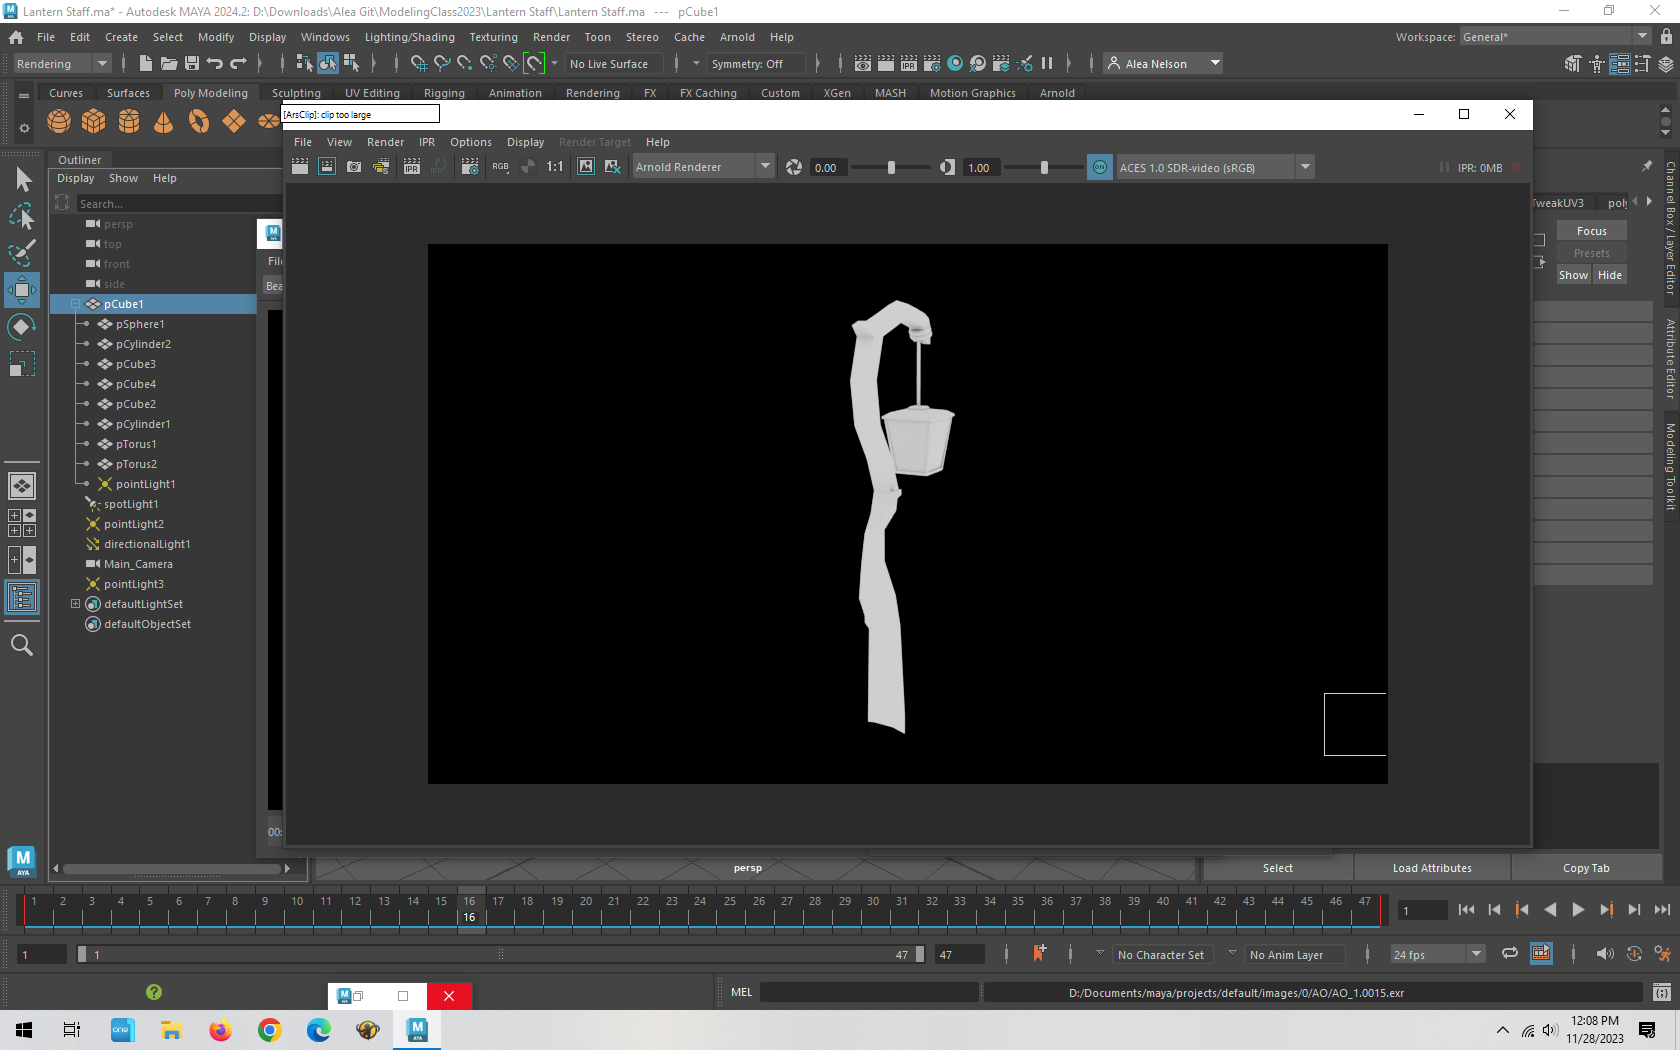 Lantern Staff.ma* - Autodesk MAYA 2024.2: D:\Downloads\Alea Git\ModelingClass2023\Lantern Staff\Lantern Staff.ma --- pCube1
File Edit Create Select Modify Display Windows Lighting/Shading Texturing Render Toon Stereo Cache Arnold Help
Workspace: General*
Rendering
No Live Surface
Symmetry: Off
Alea Nelson
Curves Surfaces Poly Modeling Sculpting UV Editing Rigging Animation Rendering FX FX Caching Custom XGen MASH Motion Graphics Arnold
[ArsClip]: clip too large
File View Render IPR Options Display Render Target Help
IPR RGB 1:1 Arnold Renderer 0.00 1.00 ON ACES 1.0 SDR-video (sRGB) IPR: 0MB
Outliner
Display Show Help
Search...
persp
top
front
side
pCube1
pSphere1
pCylinder2
pCube3
pCube4
pCube2
pCylinder1
pTorus1
pTorus2
pointLight1
spotLight1
pointLight2
directionalLight1
Main_Camera
pointLight3
defaultLightSet
defaultObjectSet
M
File
Bea
00:
TweakUV3 poly
Focus
Presets
Show Hide
Channel Box / Layer Editor
Attribute Editor
Modeling Toolkit
M
AYA
persp
Select Load Attributes Copy Tab
1 2 3 4 5 6 7 8 9 10 11 12 13 14 15 16 17 18 19 20 21 22 23 24 25 26 27 28 29 30 31 32 33 34 35 36 37 38 39 40 41 42 43 44 45 46 47
16
1
1 1 47 47
No Character Set
No Anim Layer
24 fps
MEL
D:/Documents/maya/projects/default/images/0/AO/AO_1.0015.exr
one
M
AYA
12:08 PM
11/28/2023